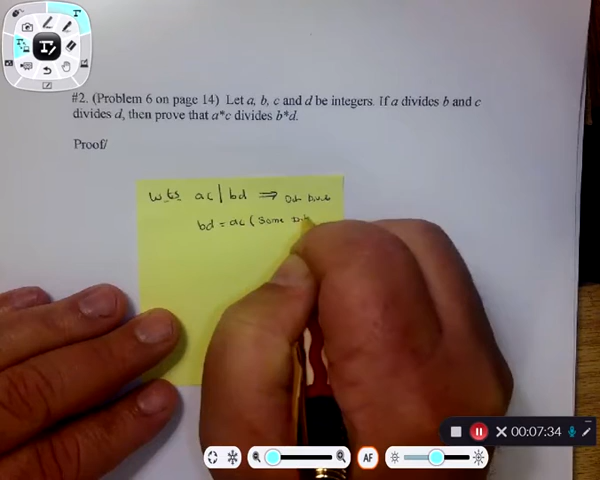 #2. (Problem 6 on page 14) Let a, b, c and d be integers. If a divides b and c
divides d, then prove that a*c divides b*d.
Proof/
wts ac | bd ⟹
bd = ac ( some
AF
00:07:34